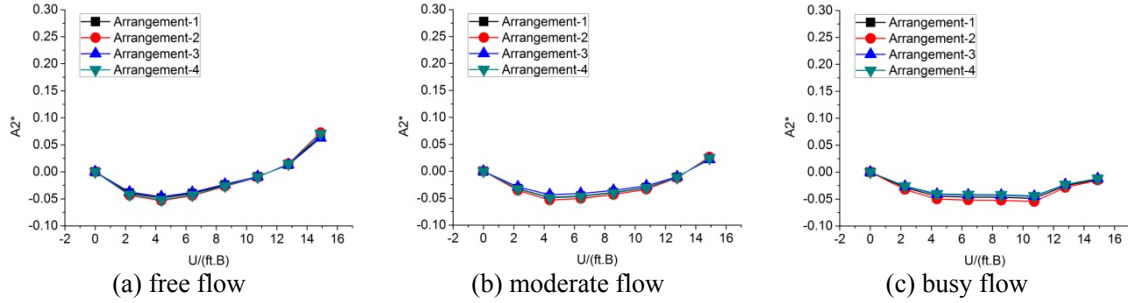 0.30
0.25
0.20
0.15
0.10
0.05
0.00
-0.05
-0.10
A2*
Arrangement-1
Arrangement-2
Arrangement-3
Arrangement-4
-2 0 2 4 6 8 10 12 14 16
U/(ft.B)
(a) free flow
0.30
0.25
0.20
0.15
0.10
0.05
0.00
-0.05
-0.10
A2*
Arrangement-1
Arrangement-2
Arrangement-3
Arrangement-4
-2 0 2 4 6 8 10 12 14 16
U/(ft.B)
(b) moderate flow
0.30
0.25
0.20
0.15
0.10
0.05
0.00
-0.05
-0.10
A2*
Arrangement-1
Arrangement-2
Arrangement-3
Arrangement-4
-2 0 2 4 6 8 10 12 14 16
U/(ft.B)
(c) busy flow